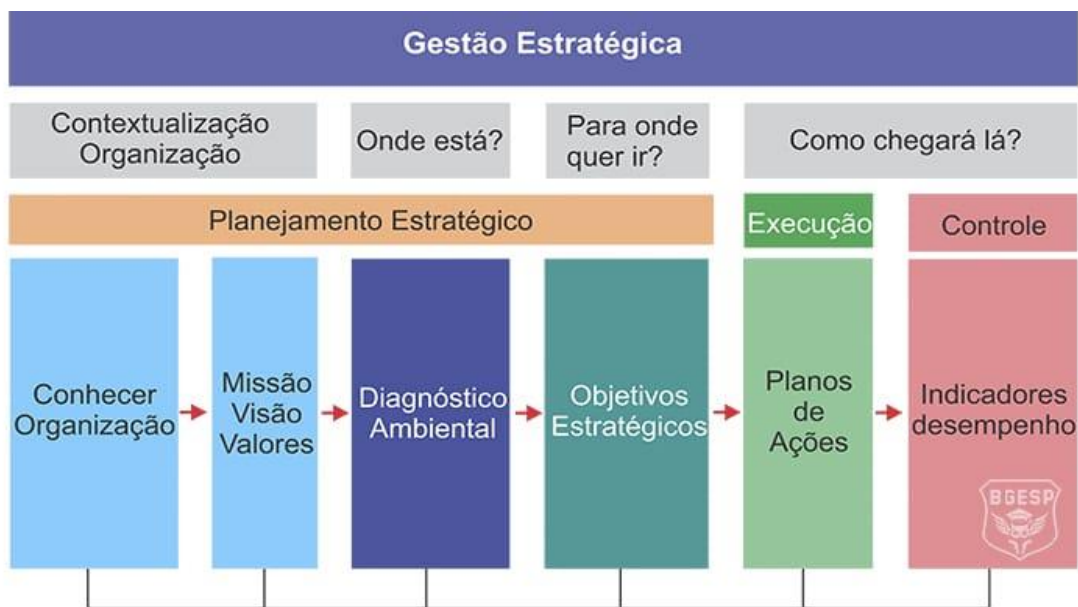 Gestão Estratégica
Contextualização
Organização
Onde está?
Para onde
quer ir?
Como chegará lá?
Planejamento Estratégico
Execução
Controle
Conhecer
Organização
Missão
Visão
Valores
Diagnóstico
Ambiental
Objetivos
Estratégicos
Planos
de
Ações
Indicadores
desempenho
BGESP